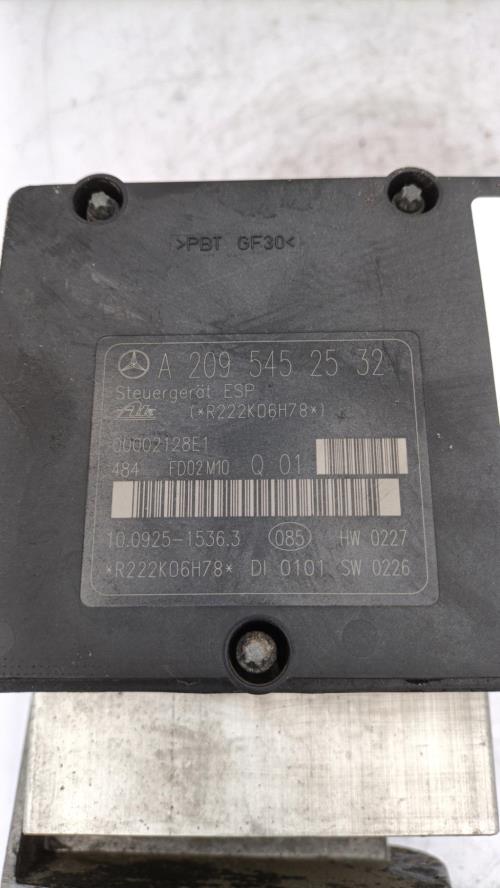 >PBT GF30<
A 209 545 25 32
Steuergerät ESP
Ate (*R222K06H78*)
00002128E1
484 FD02M10 Q 01
10.0925-1536.3 085 HW 0227
*R222K06H78* DI 0101 SW 0226